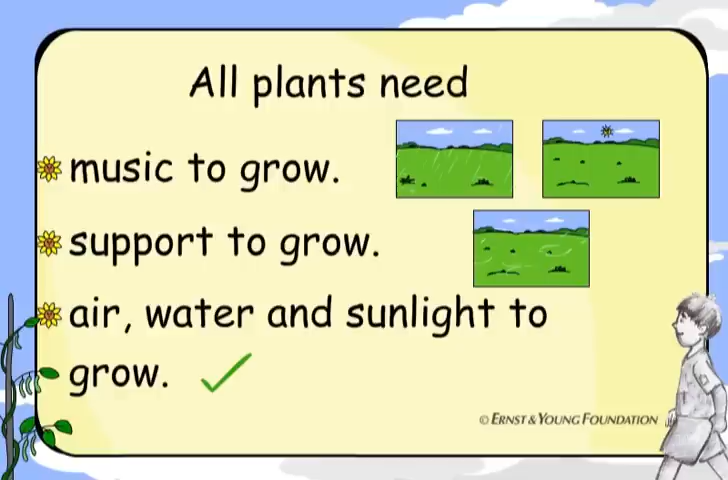 All plants need
music to grow.
support to grow.
air, water and sunlight to
grow.
© ERNST & YOUNG FOUNDATION